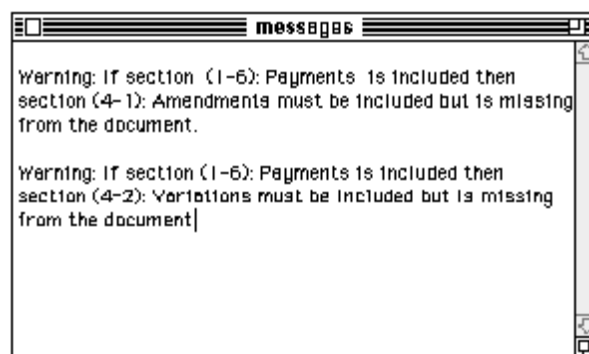 messages
Warning: If section (1-6): Payments is included then
section (4-1): Amendments must be included but is missing
from the document.
Warning: If section (1-6): Payments is included then
section (4-2): Variations must be included but is missing
from the document